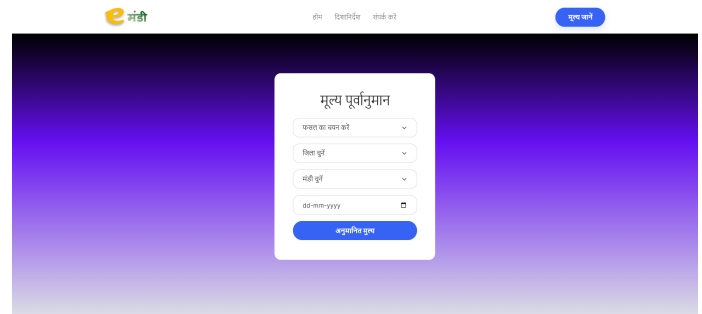 e मंडी
होम दिशानिर्देश संपर्क करें
मूल्य जानें
मूल्य पूर्वानुमान
फसल का चयन करें
जिला चुनें
मंडी चुनें
dd-mm-yyyy
अनुमानित मुल्य